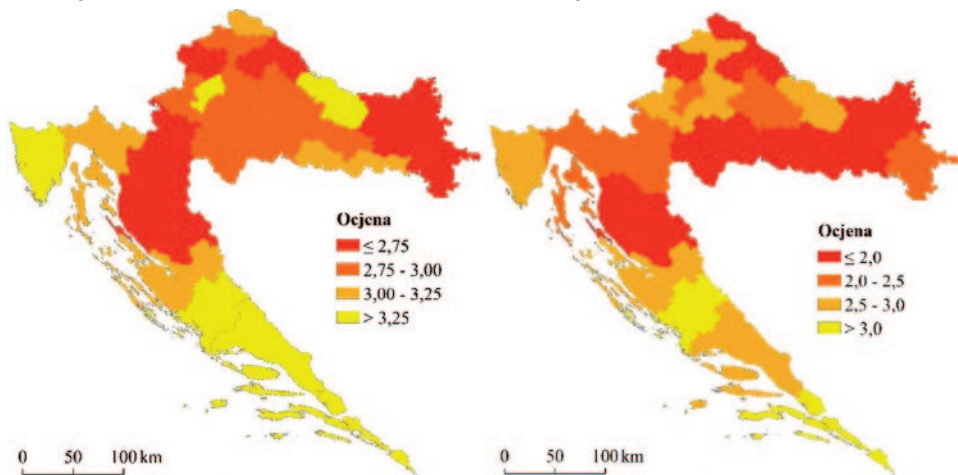 Ocjena
≤ 2,75
2,75 - 3,00
3,00 - 3,25
> 3,25
0 50 100 km
Ocjena
≤ 2,0
2,0 - 2,5
2,5 - 3,0
> 3,0
0 50 100 km